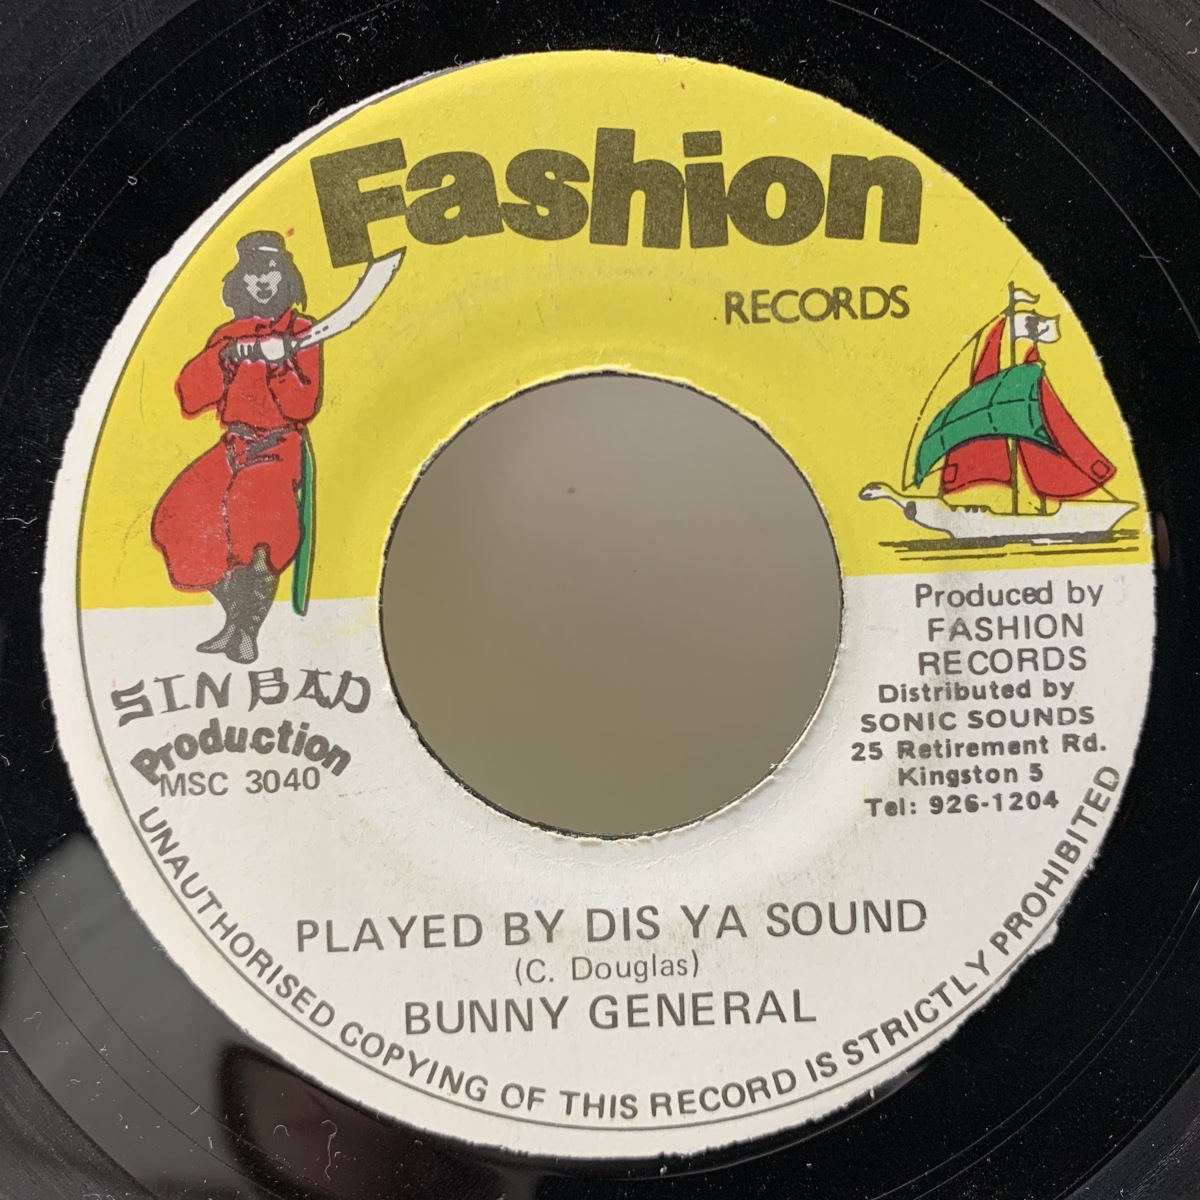 Fashion
RECORDS
SINBAD
Production
MSC 3040
Produced by
FASHION
RECORDS
Distributed by
SONIC SOUNDS
25 Retirement Rd.
Kingston 5
Tel: 926-1204
PLAYED BY DIS YA SOUND
(C. Douglas)
BUNNY GENERAL
UNAUTHORISED COPYING OF THIS RECORD IS STRICTLY PROHIBITED